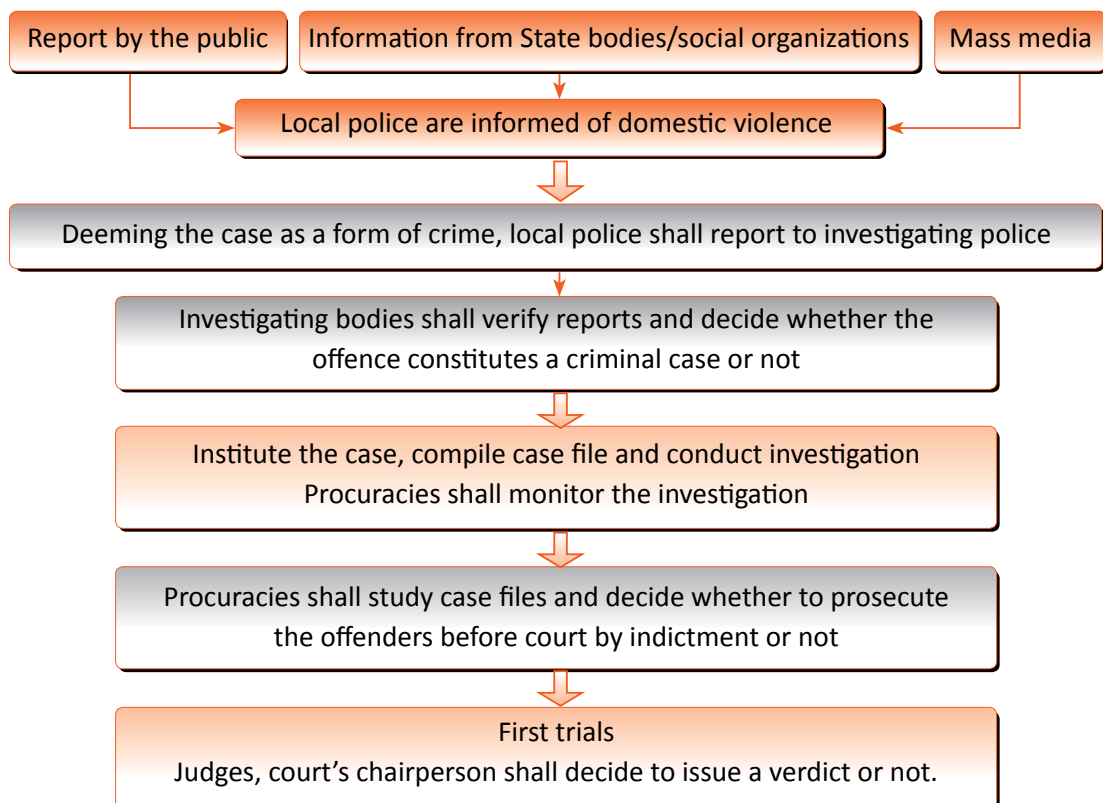 Report by the public
Information from State bodies/social organizations
Mass media
Local police are informed of domestic violence
Deeming the case as a form of crime, local police shall report to investigating police
Investigating bodies shall verify reports and decide whether the
offence constitutes a criminal case or not
Institute the case, compile case file and conduct investigation
Procuracies shall monitor the investigation
Procuracies shall study case files and decide whether to prosecute
the offenders before court by indictment or not
First trials
Judges, court’s chairperson shall decide to issue a verdict or not.